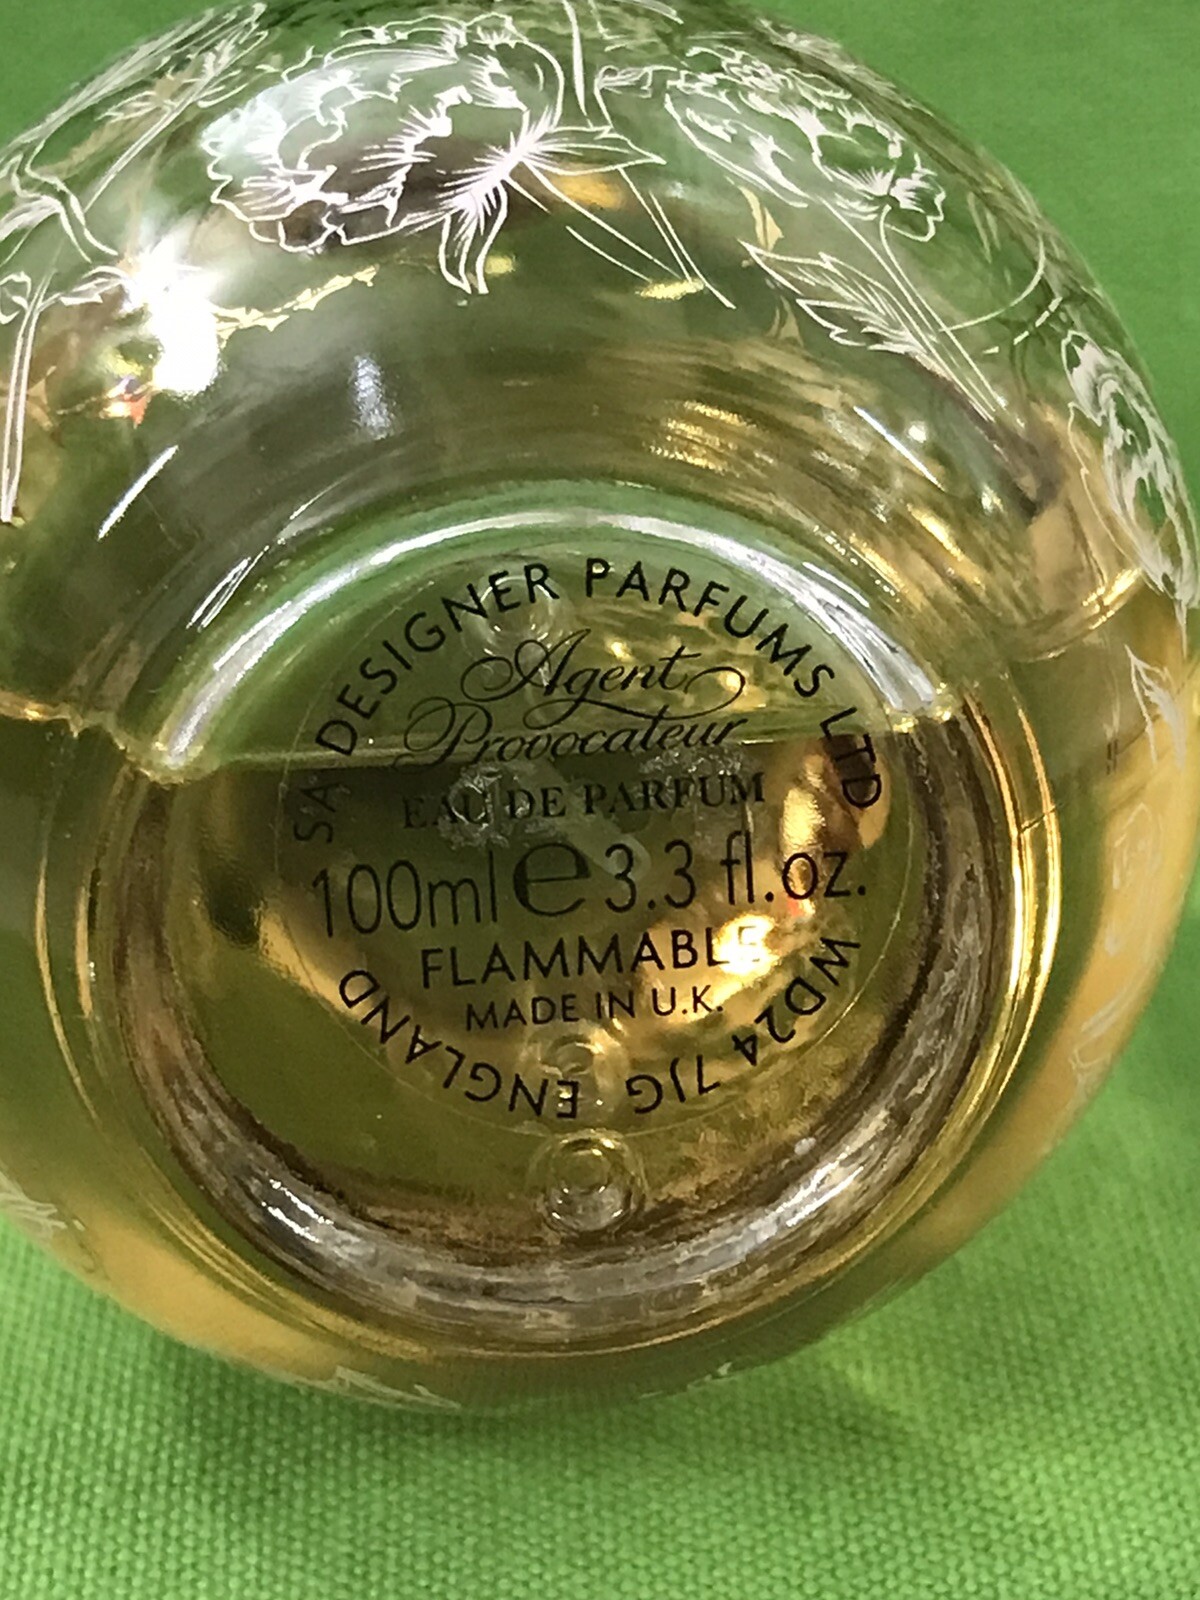 SA DESIGNER PARFUMS LTD
Agent
Provocateur
EAU DE PARFUM
100ml e 3.3 fl.oz.
FLAMMABLE
MADE IN U.K.
WD24 7JG ENGLAND